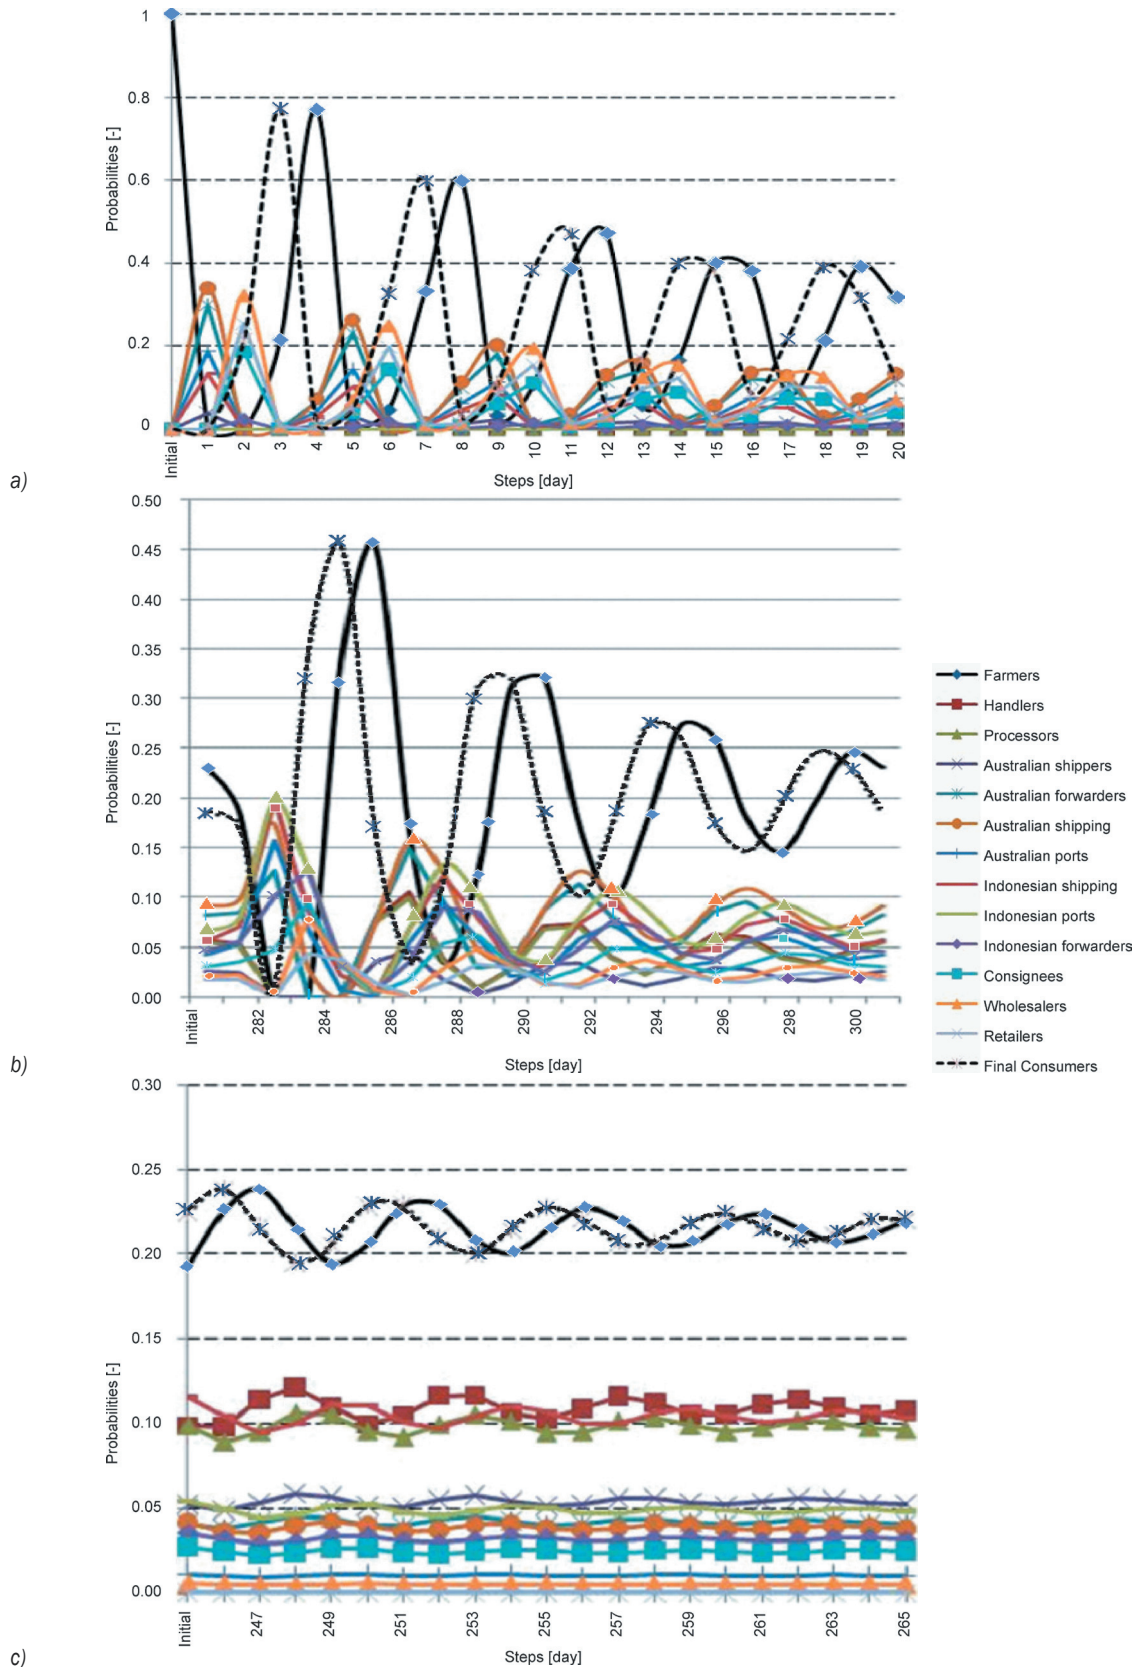 1
0.8
0.6
0.4
0.2
0
Probabilities [-]
Initial
1
2
3
4
5
6
7
8
9
10
11
12
13
14
15
16
17
18
19
20
Steps [day]
a)
0.50
0.45
0.40
0.35
0.30
0.25
0.20
0.15
0.10
0.05
0.00
Probabilities [-]
Initial
282
284
286
288
290
292
294
296
298
300
Steps [day]
b)
Farmers
Handlers
Processors
Australian shippers
Australian forwarders
Australian shipping
Australian ports
Indonesian shipping
Indonesian ports
Indonesian forwarders
Consignees
Wholesalers
Retailers
Final Consumers
0.30
0.25
0.20
0.15
0.10
0.05
0.00
Probabilities [-]
Initial
247
249
251
253
255
257
259
261
263
265
Steps [day]
c)